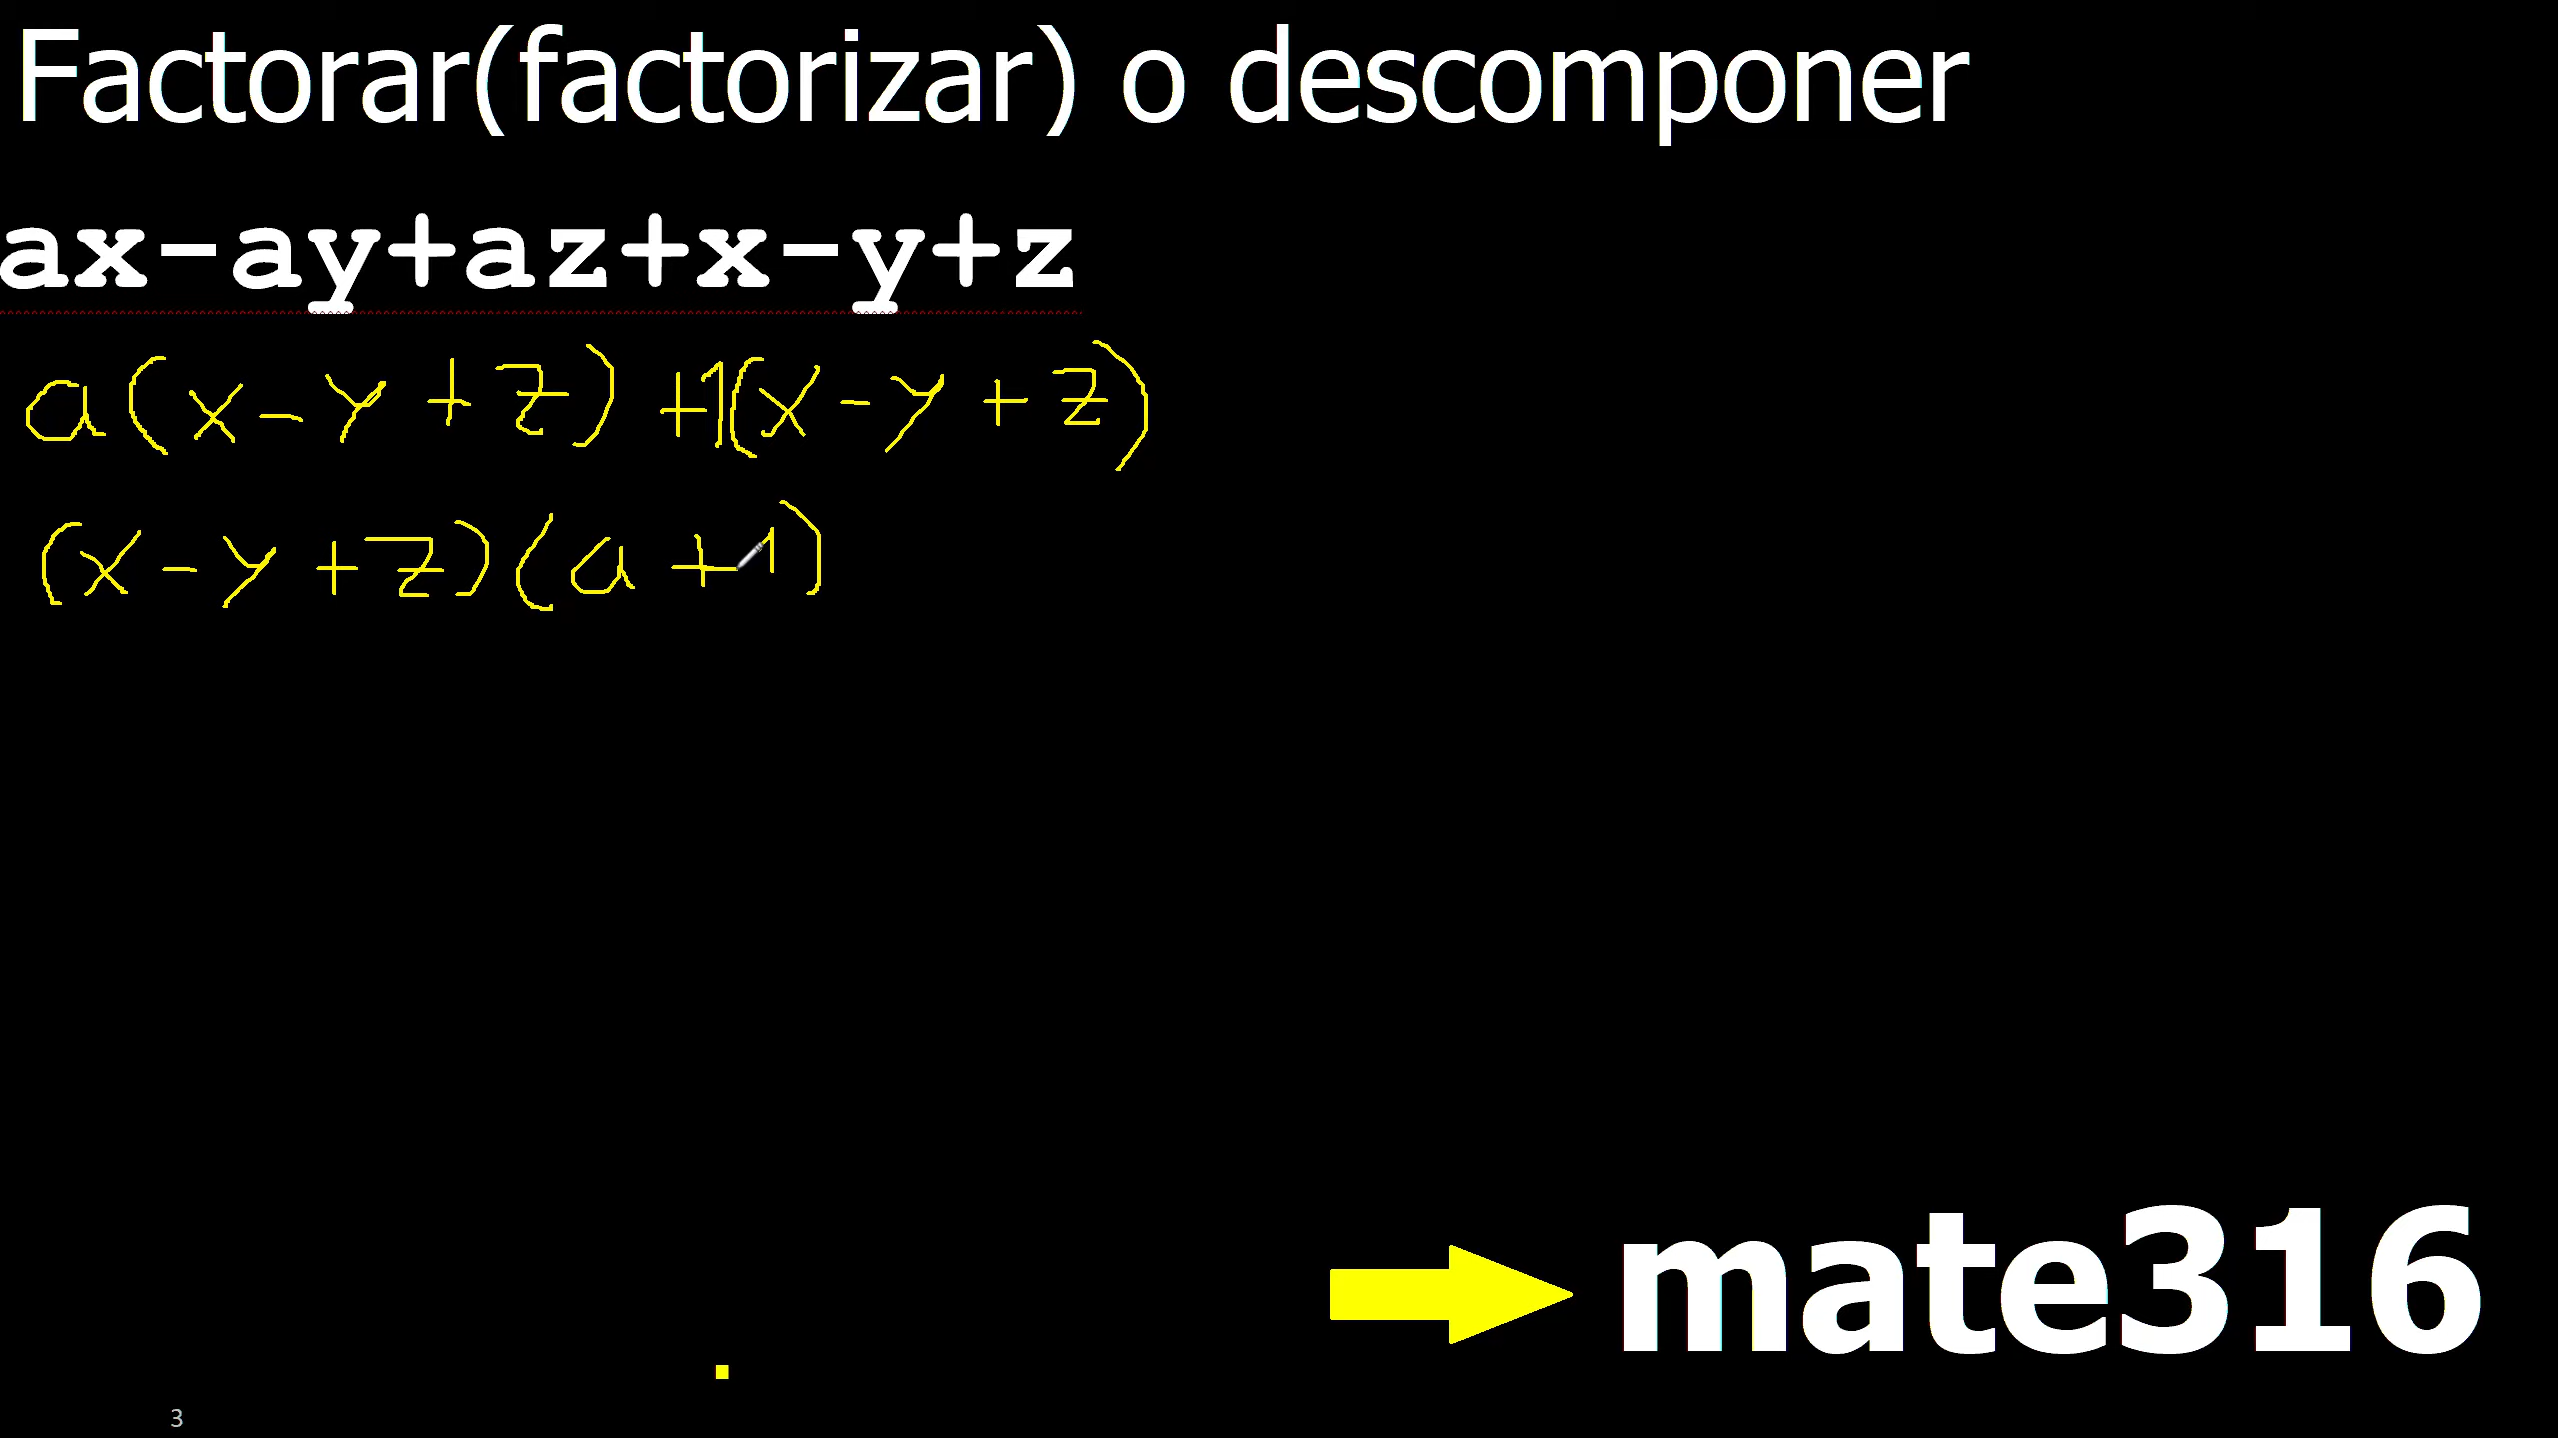 Factorar(factorizar) o descomponer
ax-ay+az+x-y+z
a(x-y+z)+1(x-y+z)
(x-y+z)(a+1)
mate316
3